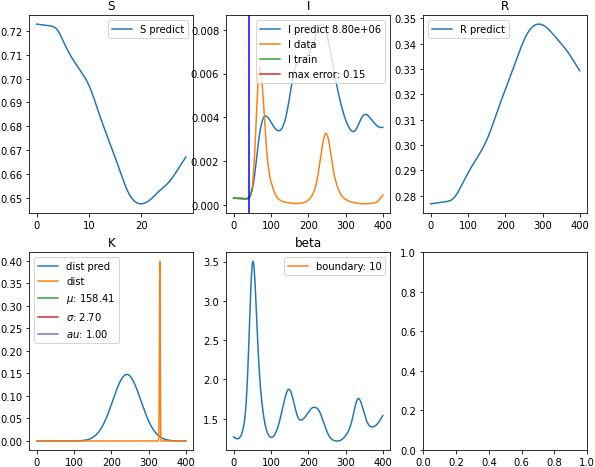 S
I
R
S predict
I predict 8.80e+06
I data
I train
max error: 0.15
R predict
0.72
0.71
0.70
0.69
0.68
0.67
0.66
0.65
0 10 20
0.008
0.006
0.004
0.002
0.000
0 100 200 300 400
0.35
0.34
0.33
0.32
0.31
0.30
0.29
0.28
0 100 200 300 400
K
beta
dist pred
dist
μ: 158.41
σ: 2.70
au: 1.00
boundary: 10
0.40
0.35
0.30
0.25
0.20
0.15
0.10
0.05
0.00
0 100 200 300 400
3.5
3.0
2.5
2.0
1.5
0 100 200 300 400
1.0
0.8
0.6
0.4
0.2
0.0
0.0 0.2 0.4 0.6 0.8 1.0